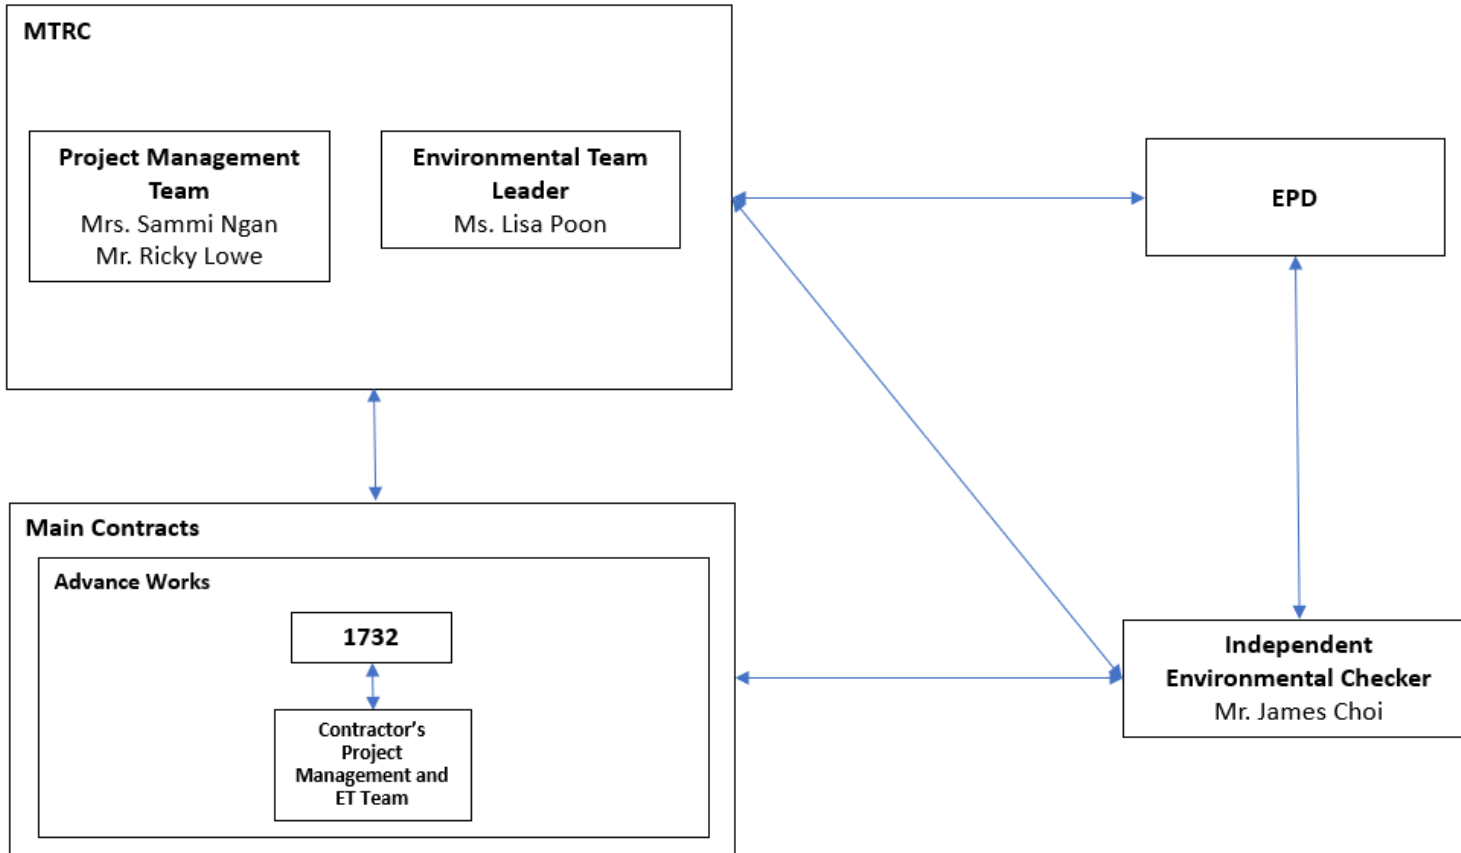 MTRC
Project Management
Team
Mrs. Sammi Ngan
Mr. Ricky Lowe
Environmental Team
Leader
Ms. Lisa Poon
EPD
Main Contracts
Advance Works
1732
Contractor’s
Project
Management and
ET Team
Independent
Environmental Checker
Mr. James Choi